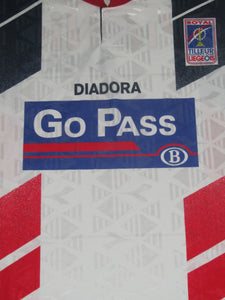 ROYAL
TILLEUR
LIEGEOIS
DIADORA
GO PASS
B